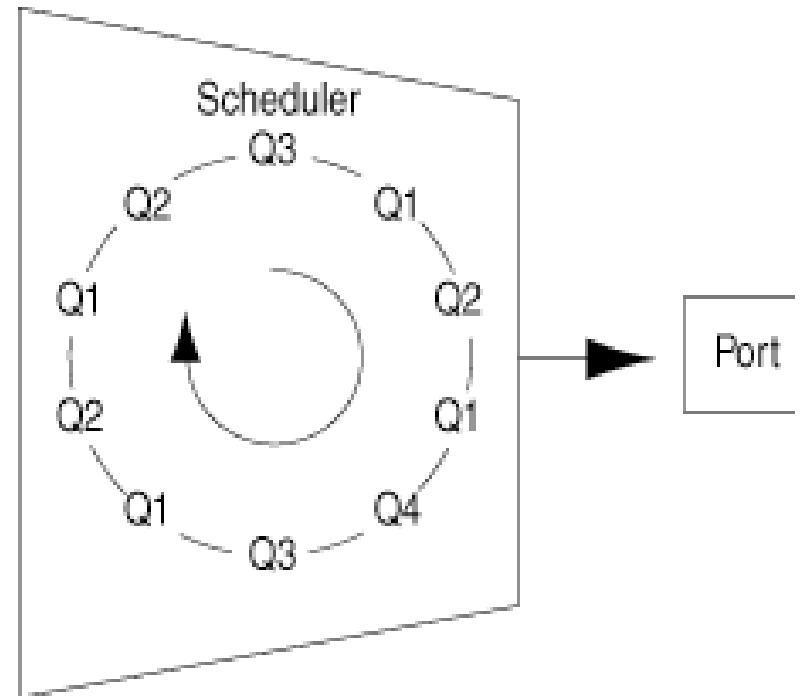 Scheduler
Q3
Q2 Q1
Q1 Q2
Port
Q2 Q1
Q1 Q4
Q3